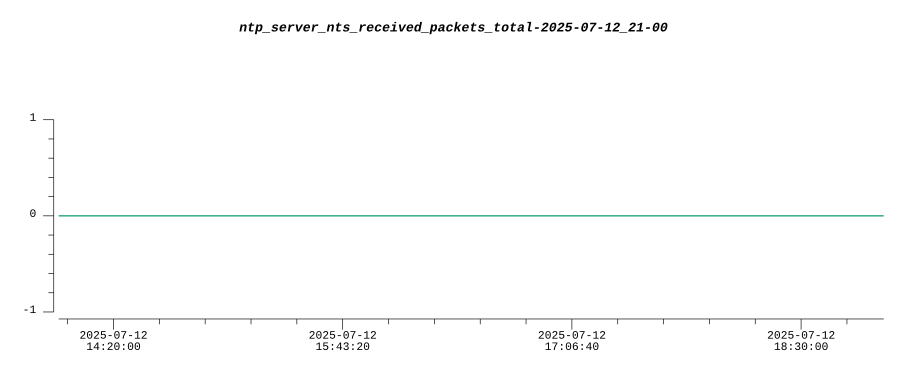 ntp_server_nts_received_packets_total-2025-07-12_21-00
1
0
-1
2025-07-12 2025-07-12 2025-07-12 2025-07-12
14:20:00 15:43:20 17:06:40 18:30:00